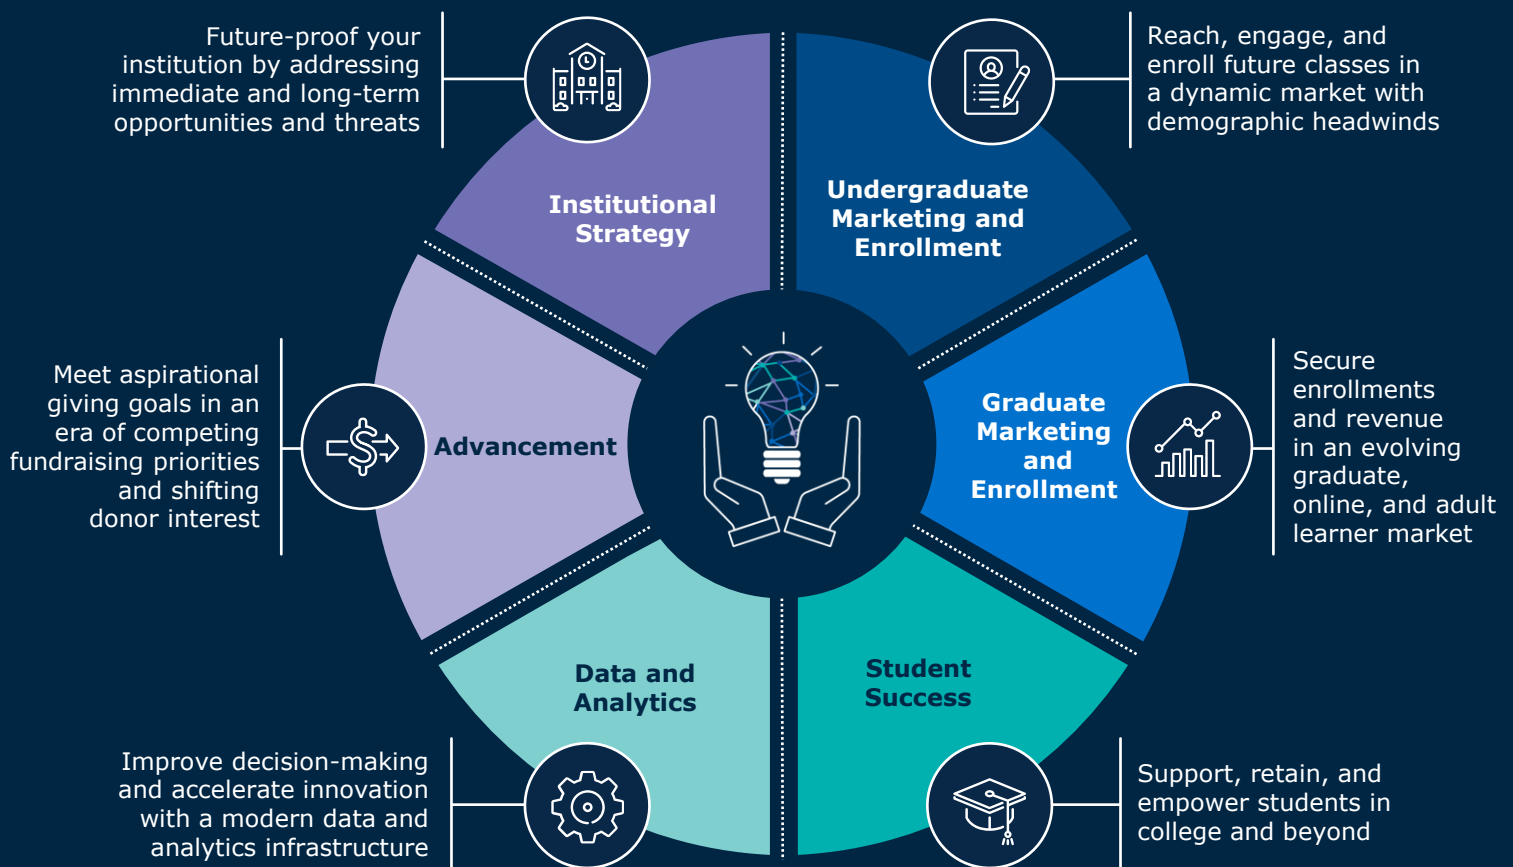 Future-proof your
institution by addressing
immediate and long-term
opportunities and threats
Institutional
Strategy
Reach, engage, and
enroll future classes in
a dynamic market with
demographic headwinds
Undergraduate
Marketing and
Enrollment
Meet aspirational
giving goals in an
era of competing
fundraising priorities
and shifting
donor interest
Advancement
Graduate
Marketing
and
Enrollment
Secure
enrollments
and revenue
in an evolving
graduate,
online, and adult
learner market
Data and
Analytics
Improve decision-making
and accelerate innovation
with a modern data and
analytics infrastructure
Student
Success
Support, retain, and
empower students in
college and beyond